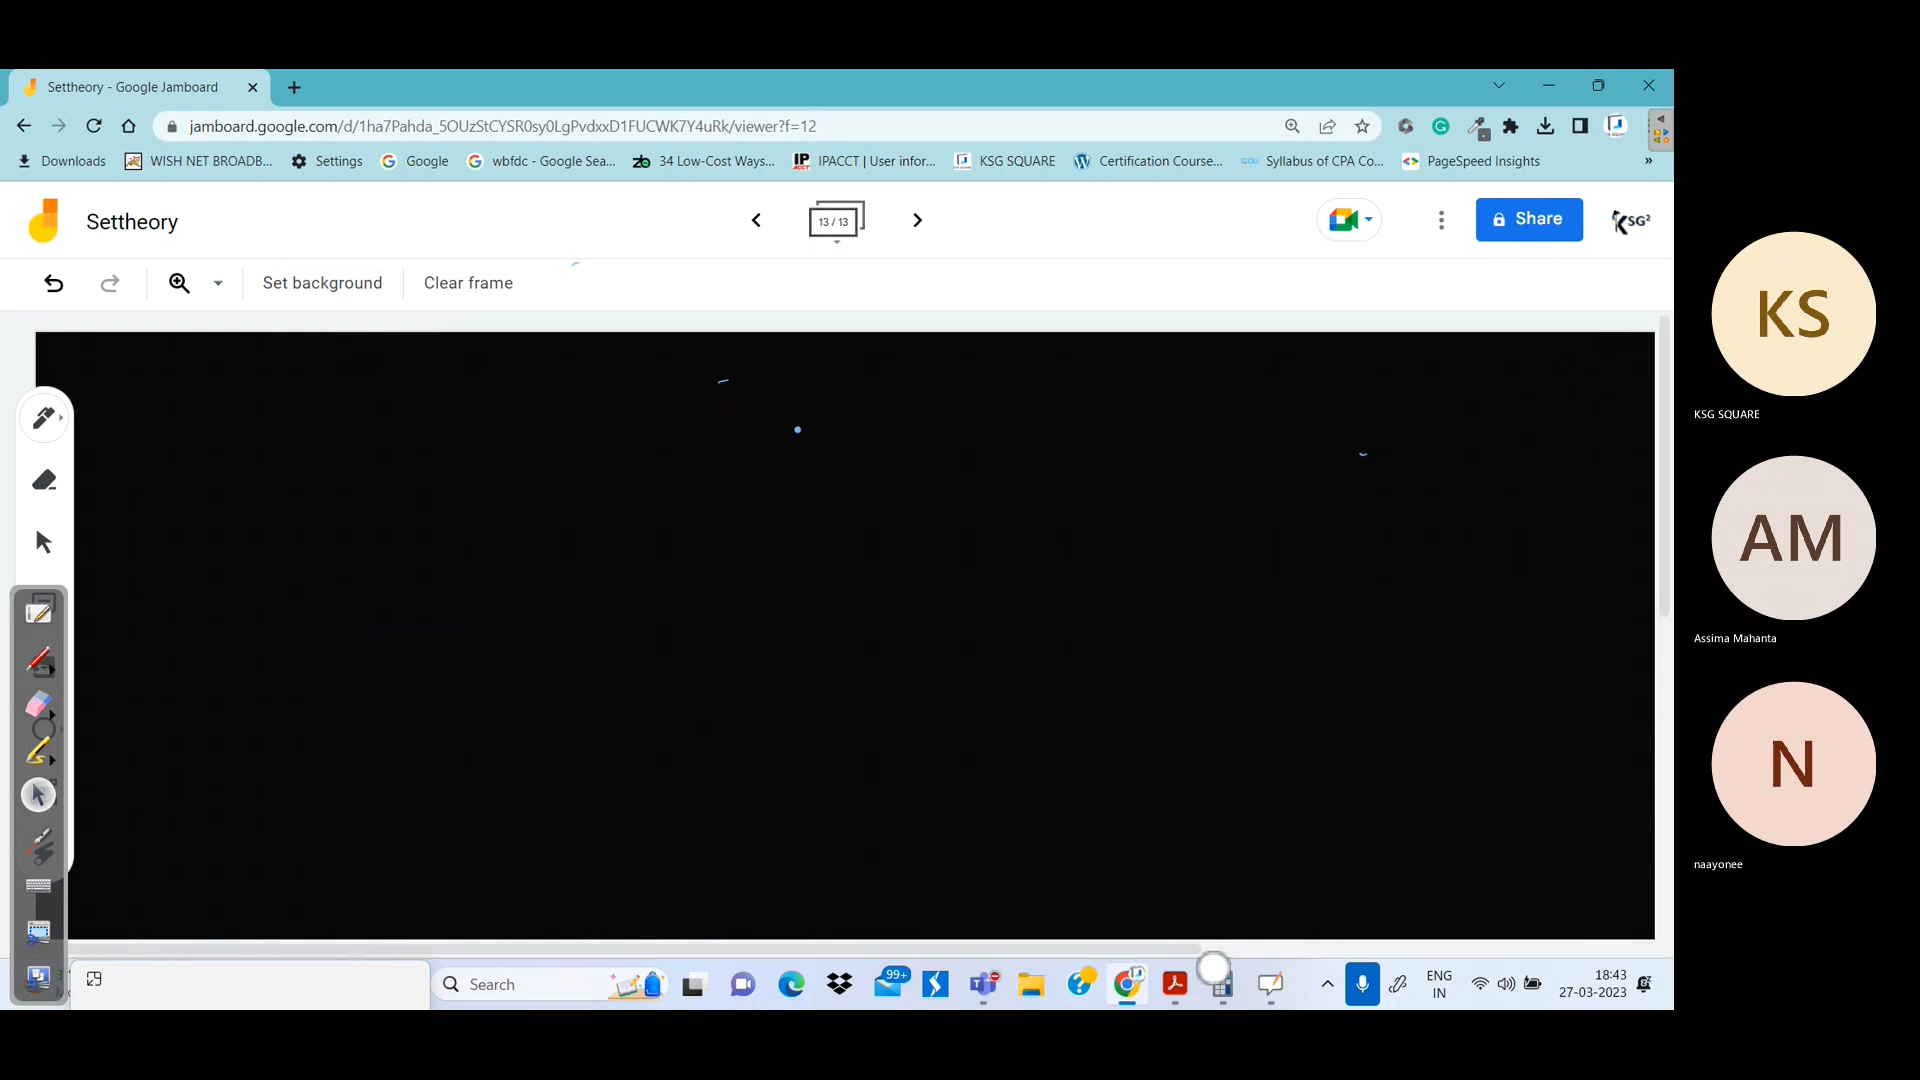 Settheory - Google Jamboard
jamboard.google.com/d/1ha7Pahda_5OUzStCYSR0sy0LgPvdxxD1FUCWK7Y4uRk/viewer?f=12
Downloads WISH NET BROADB... Settings Google wbfdc - Google Sea... 34 Low-Cost Ways... IPACCT | User infor... KSG SQUARE Certification Course... Syllabus of CPA Co... PageSpeed Insights »
Settheory 13 / 13 Share KSG²
Set background Clear frame
KS
KSG SQUARE
AM
Assima Mahanta
N
naayonee
Search 99+ ENG IN 18:43 27-03-2023